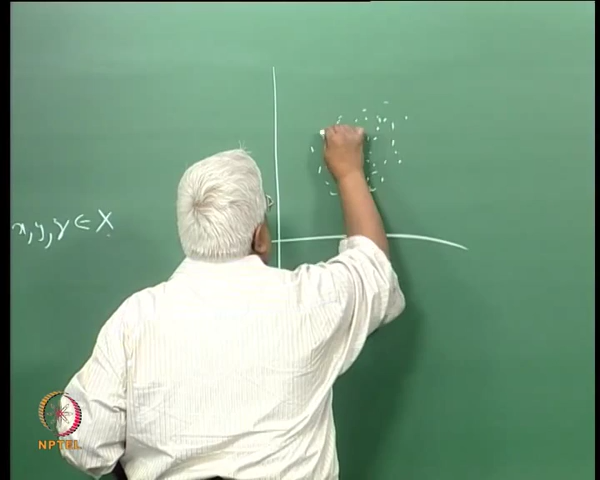 x, y, z ∈ X
NPTEL